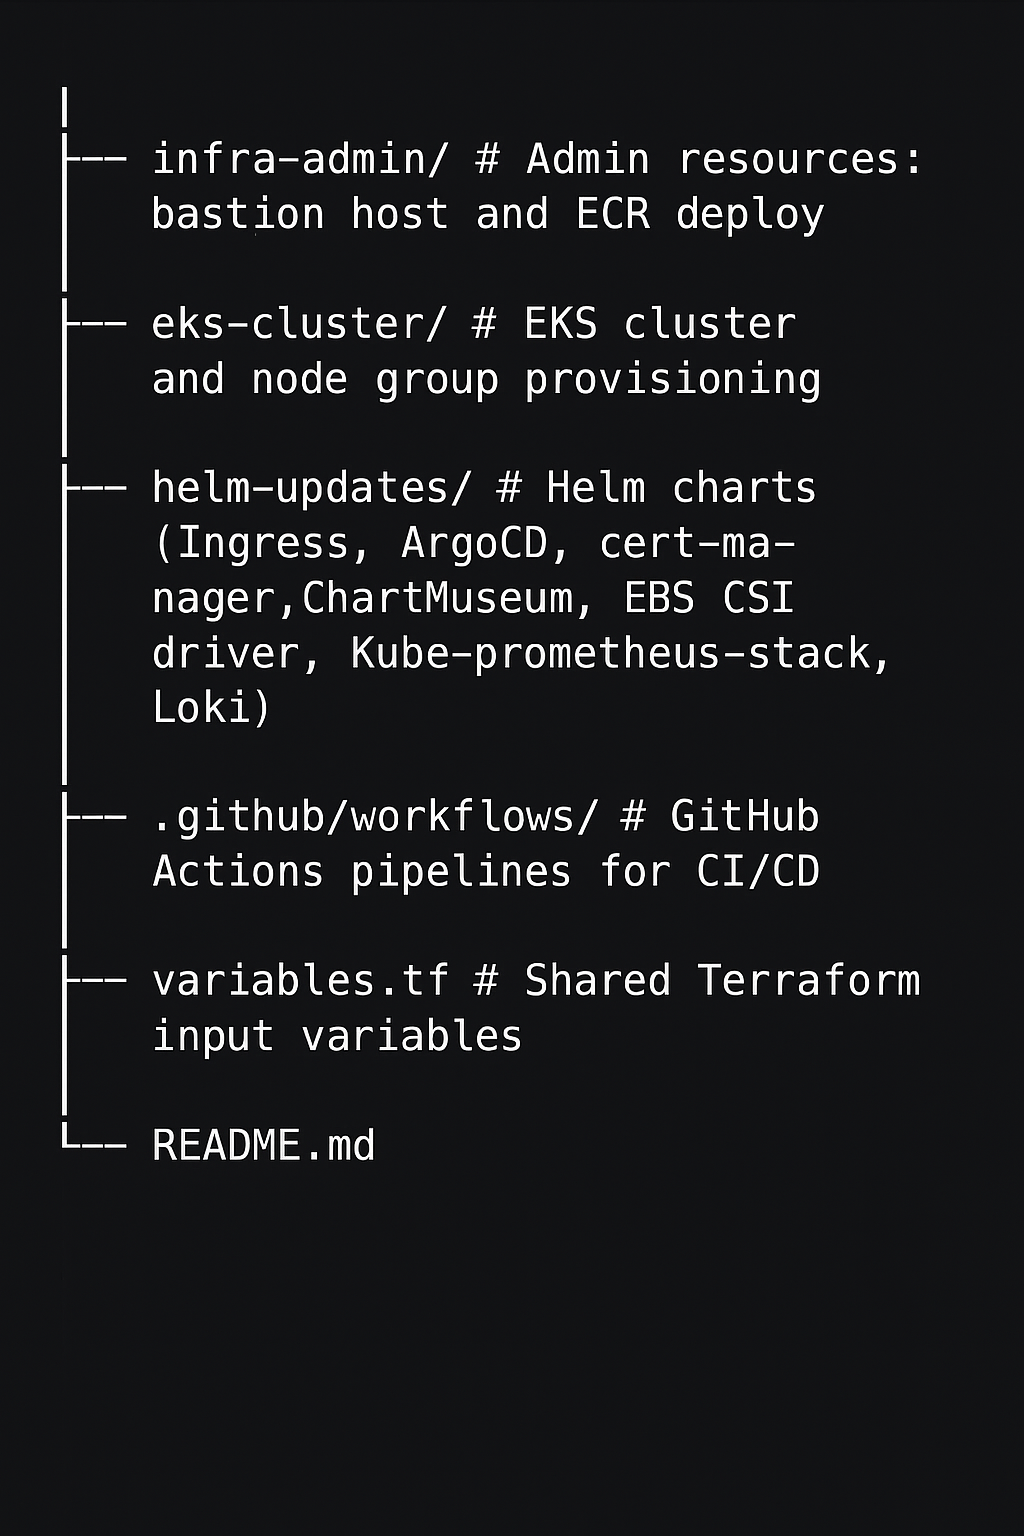 ├── infra-admin/ # Admin resources:
bastion host and ECR deploy
├── eks-cluster/ # EKS cluster
and node group provisioning
├── helm-updates/ # Helm charts
(Ingress, ArgoCD, cert-ma-
nager,ChartMuseum, EBS CSI
driver, Kube-prometheus-stack,
Loki)
├── .github/workflows/ # GitHub
Actions pipelines for CI/CD
├── variables.tf # Shared Terraform
input variables
└── README.md